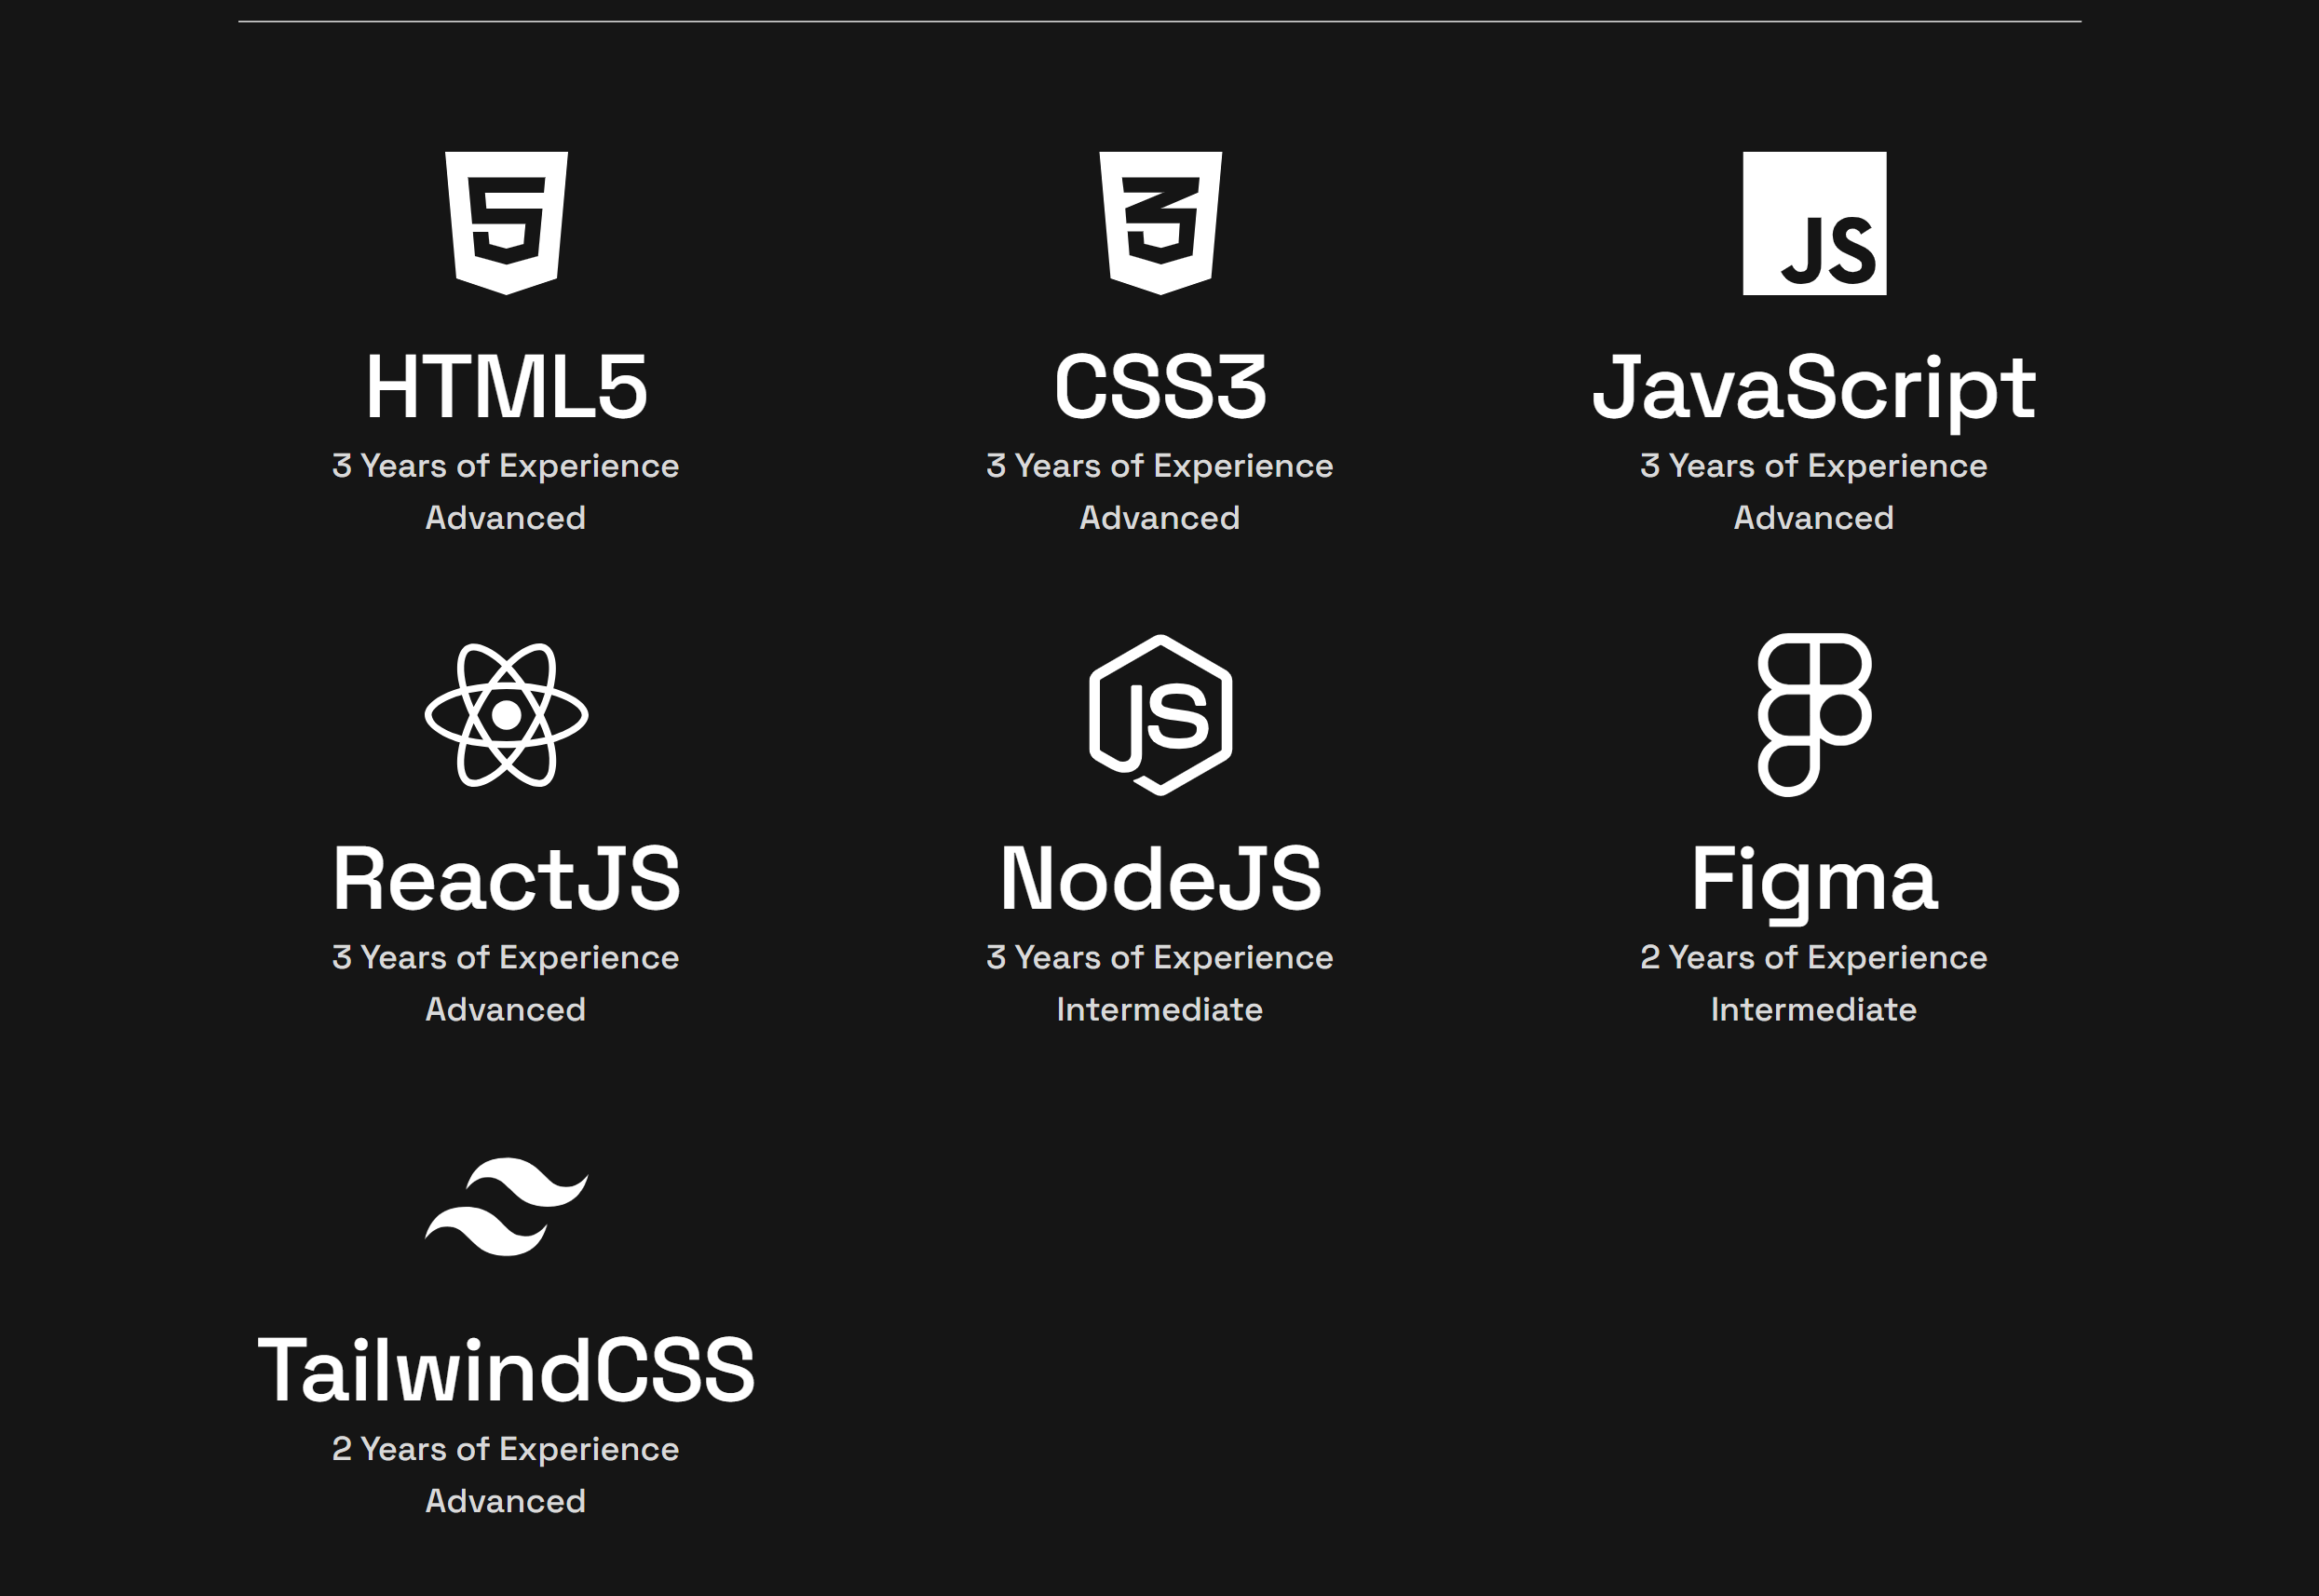 JS
HTML5
3 Years of Experience
Advanced
CSS3
3 Years of Experience
Advanced
JavaScript
3 Years of Experience
Advanced
JS
ReactJS
3 Years of Experience
Advanced
NodeJS
3 Years of Experience
Intermediate
Figma
2 Years of Experience
Intermediate
TailwindCSS
2 Years of Experience
Advanced